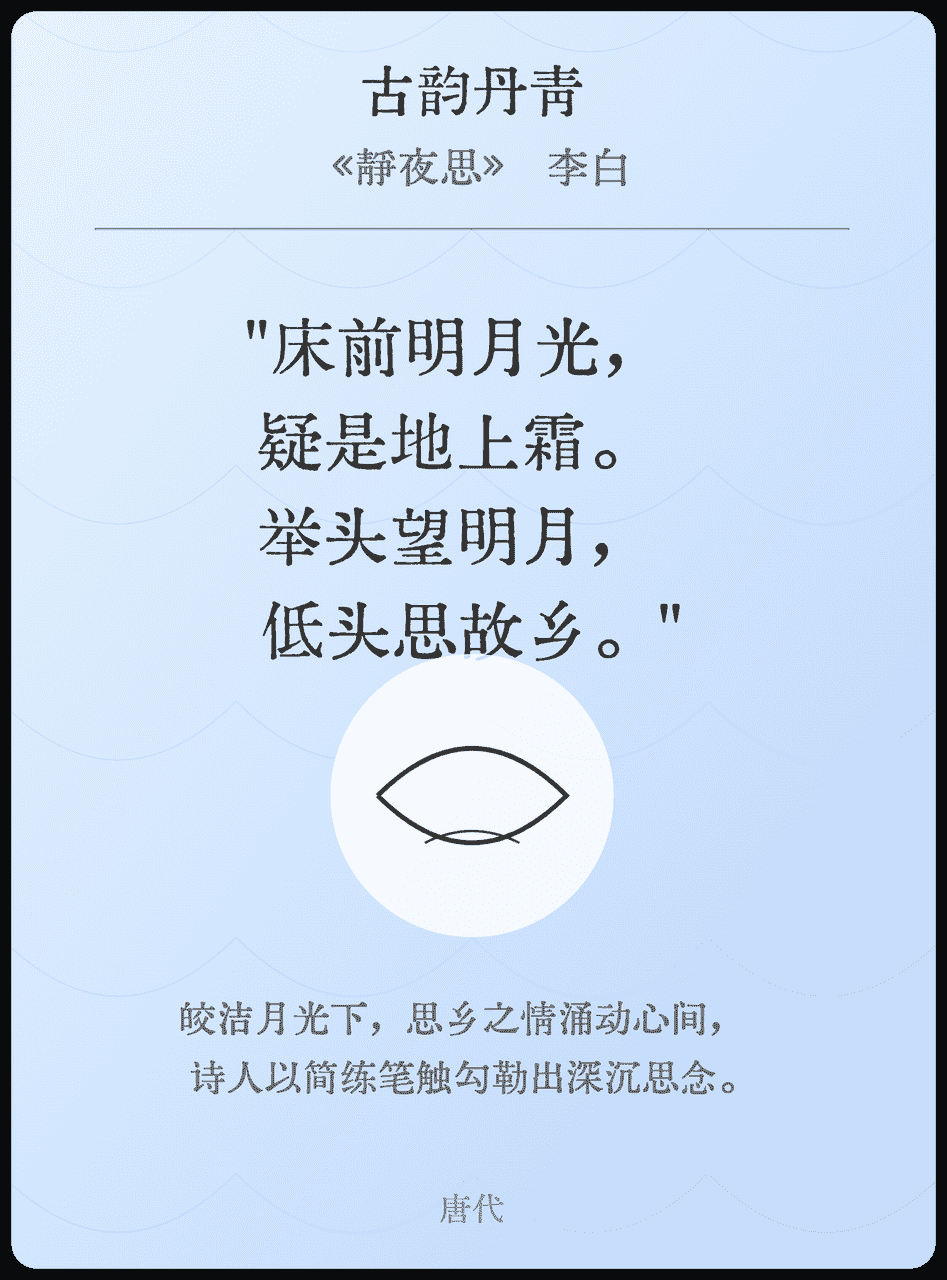 古韵丹青
《靜夜思》 李白
"床前明月光，
疑是地上霜。
举头望明月，
低头思故乡。"
皎洁月光下，思乡之情涌动心间，
诗人以简练笔触勾勒出深沉思念。
唐代